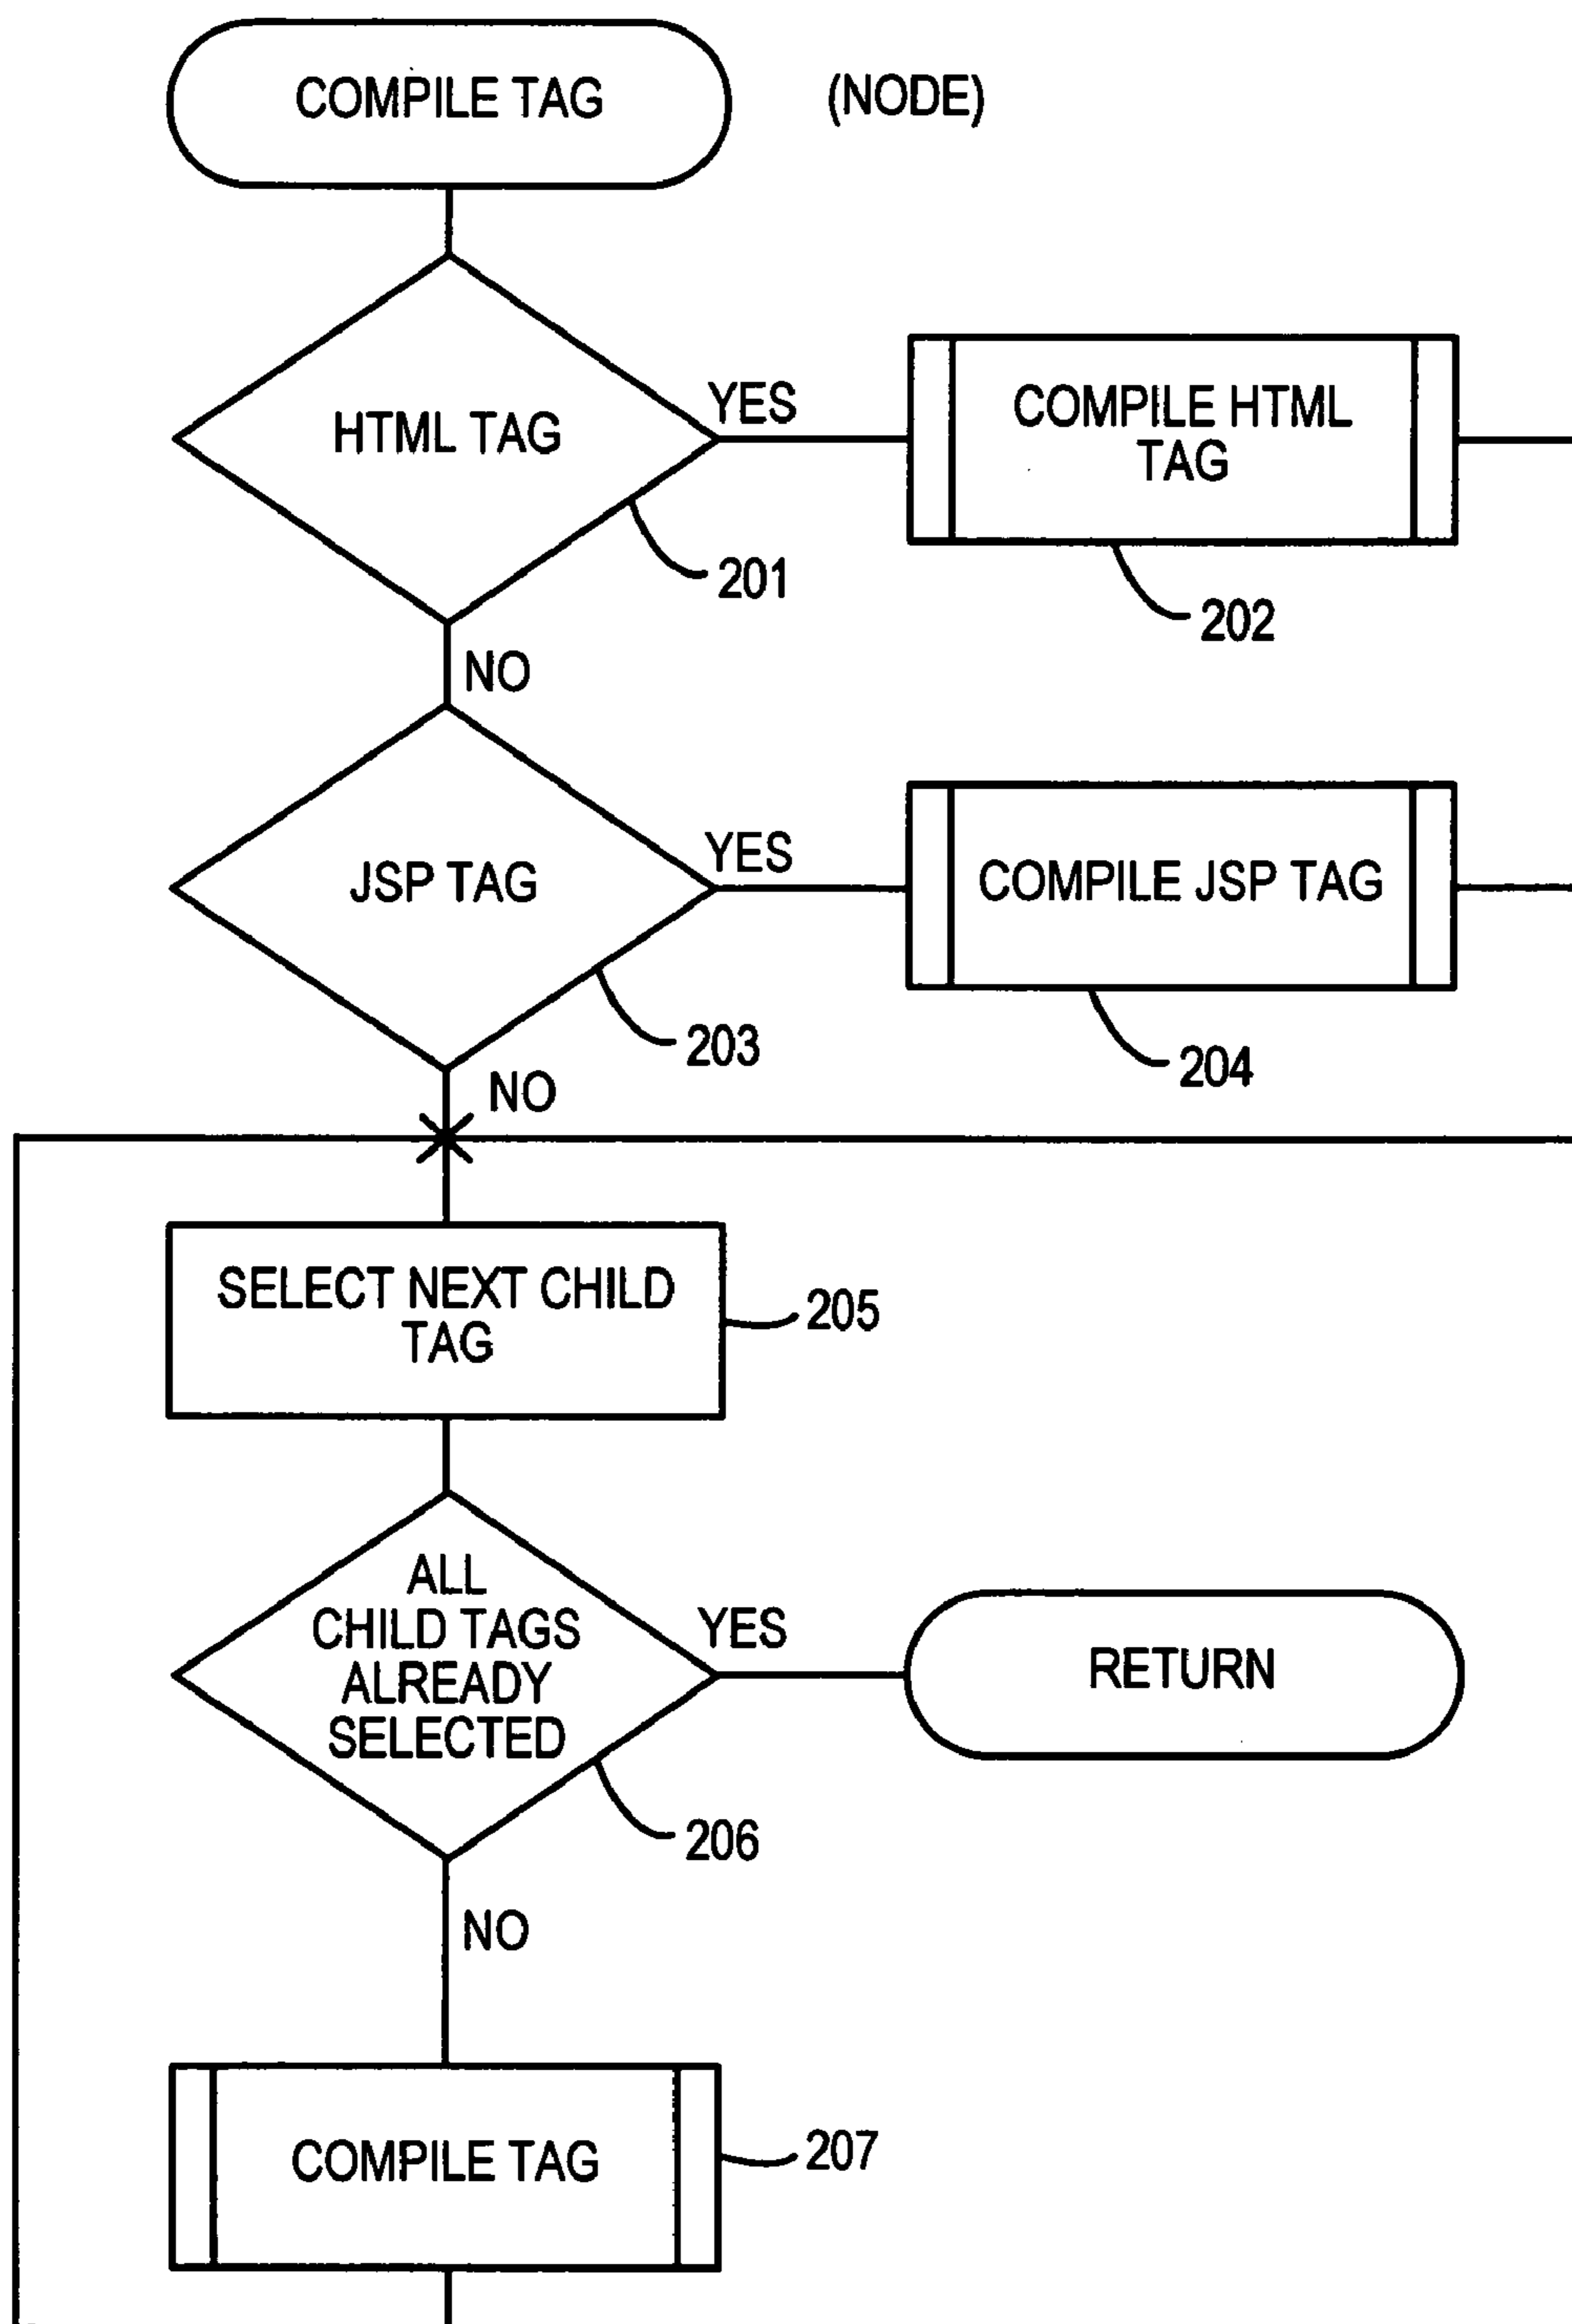 COMPILE TAG
(NODE)
HTML TAG
YES
COMPILE HTML
TAG
201
202
NO
JSP TAG
YES
COMPILE JSP TAG
203
204
NO
SELECT NEXT CHILD
TAG
205
ALL
CHILD TAGS
ALREADY
SELECTED
YES
RETURN
206
NO
COMPILE TAG
207